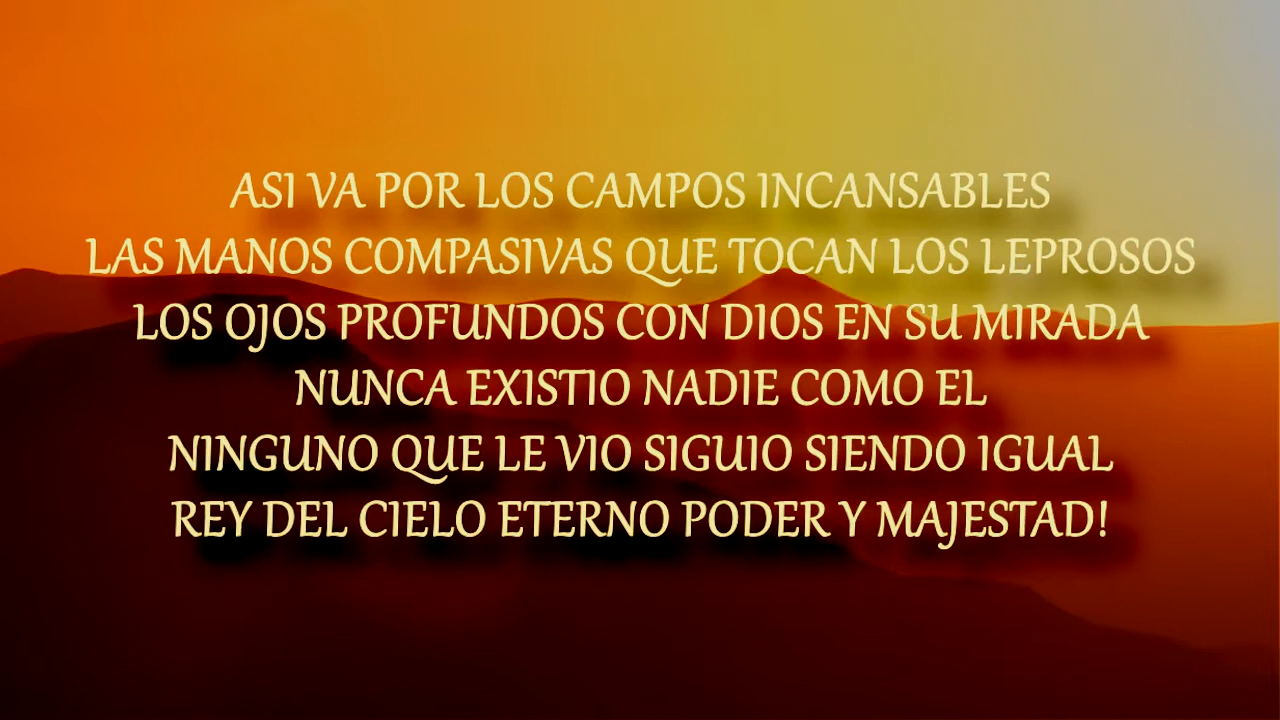 ASI VA POR LOS CAMPOS INCANSABLES
LAS MANOS COMPASIVAS QUE TOCAN LOS LEPROSOS
LOS OJOS PROFUNDOS CON DIOS EN SU MIRADA
NUNCA EXISTIO NADIE COMO EL
NINGUNO QUE LE VIO SIGUIO SIENDO IGUAL
REY DEL CIELO ETERNO PODER Y MAJESTAD!